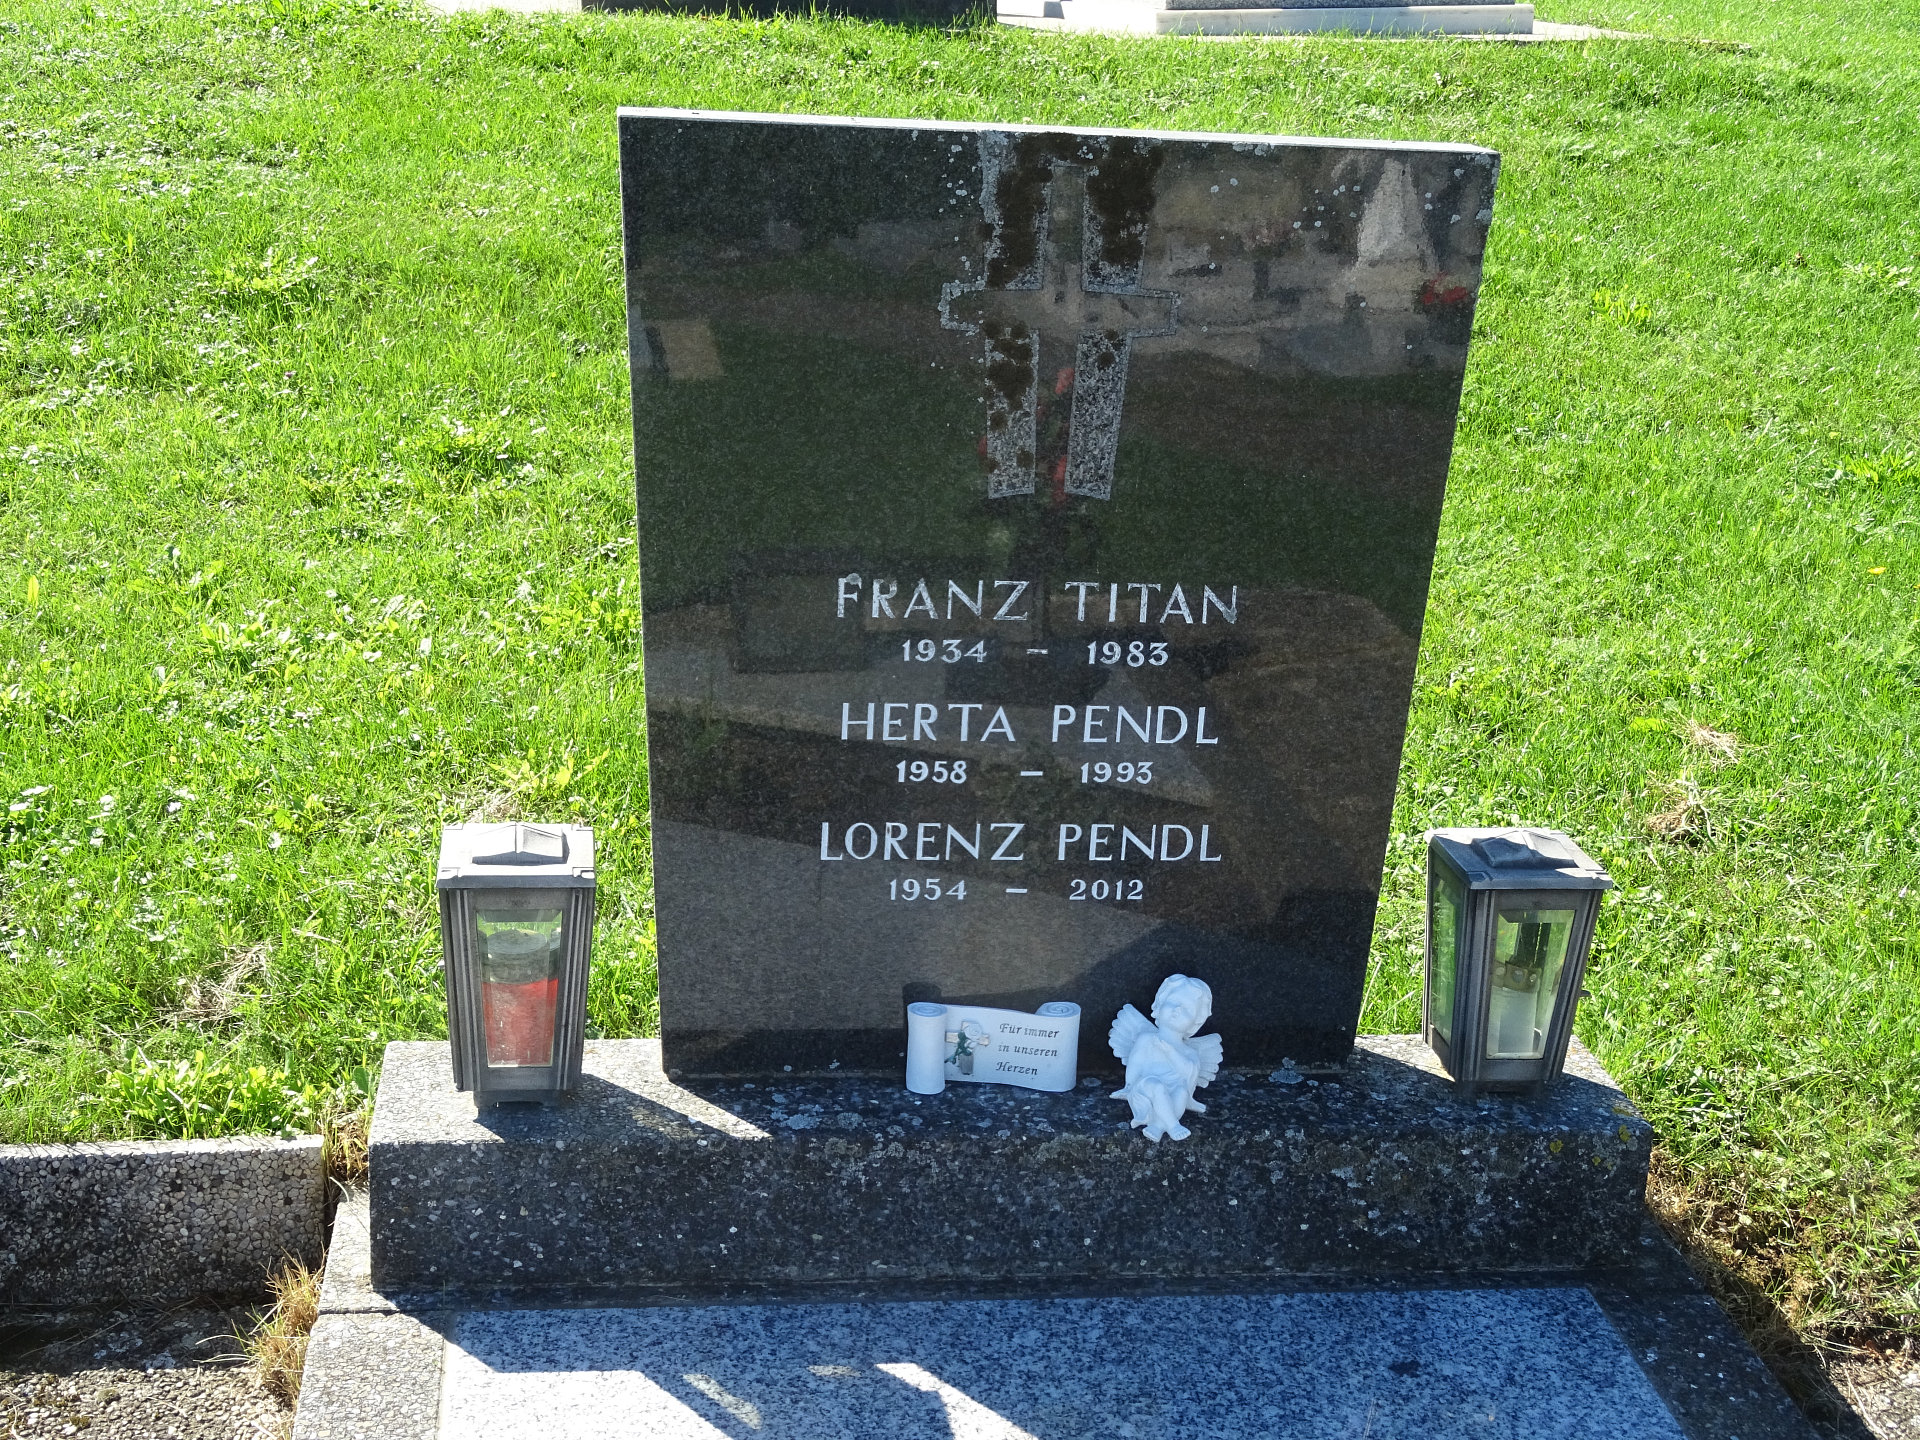 FRANZ TITAN
1934 – 1983
HERTA PENDL
1958 – 1993
LORENZ PENDL
1954 – 2012
Für immer
in unseren
Herzen